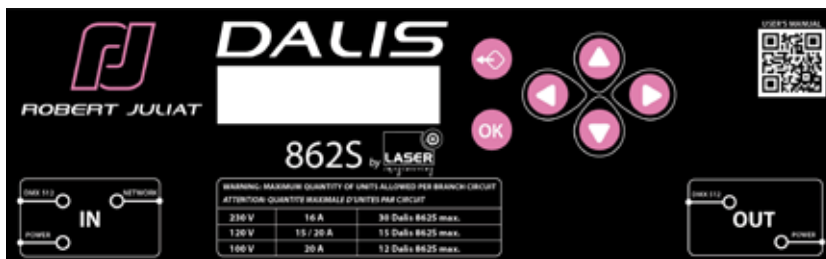 DALIS
ROBERT JULIAT
USER'S MANUAL
OK
862S by LASER
DMX 512
NETWORK
IN
POWER
WARNING: MAXIMUM QUANTITY OF UNITS ALLOWED PER BRANCH CIRCUIT
ATTENTION: QUANTITE MAXIMALE D'UNITES PAR CIRCUIT
230 V 16 A 30 Dalis 862S max.
120 V 15 / 20 A 15 Dalis 862S max.
100 V 20 A 12 Dalis 862S max.
DMX 512
OUT
POWER